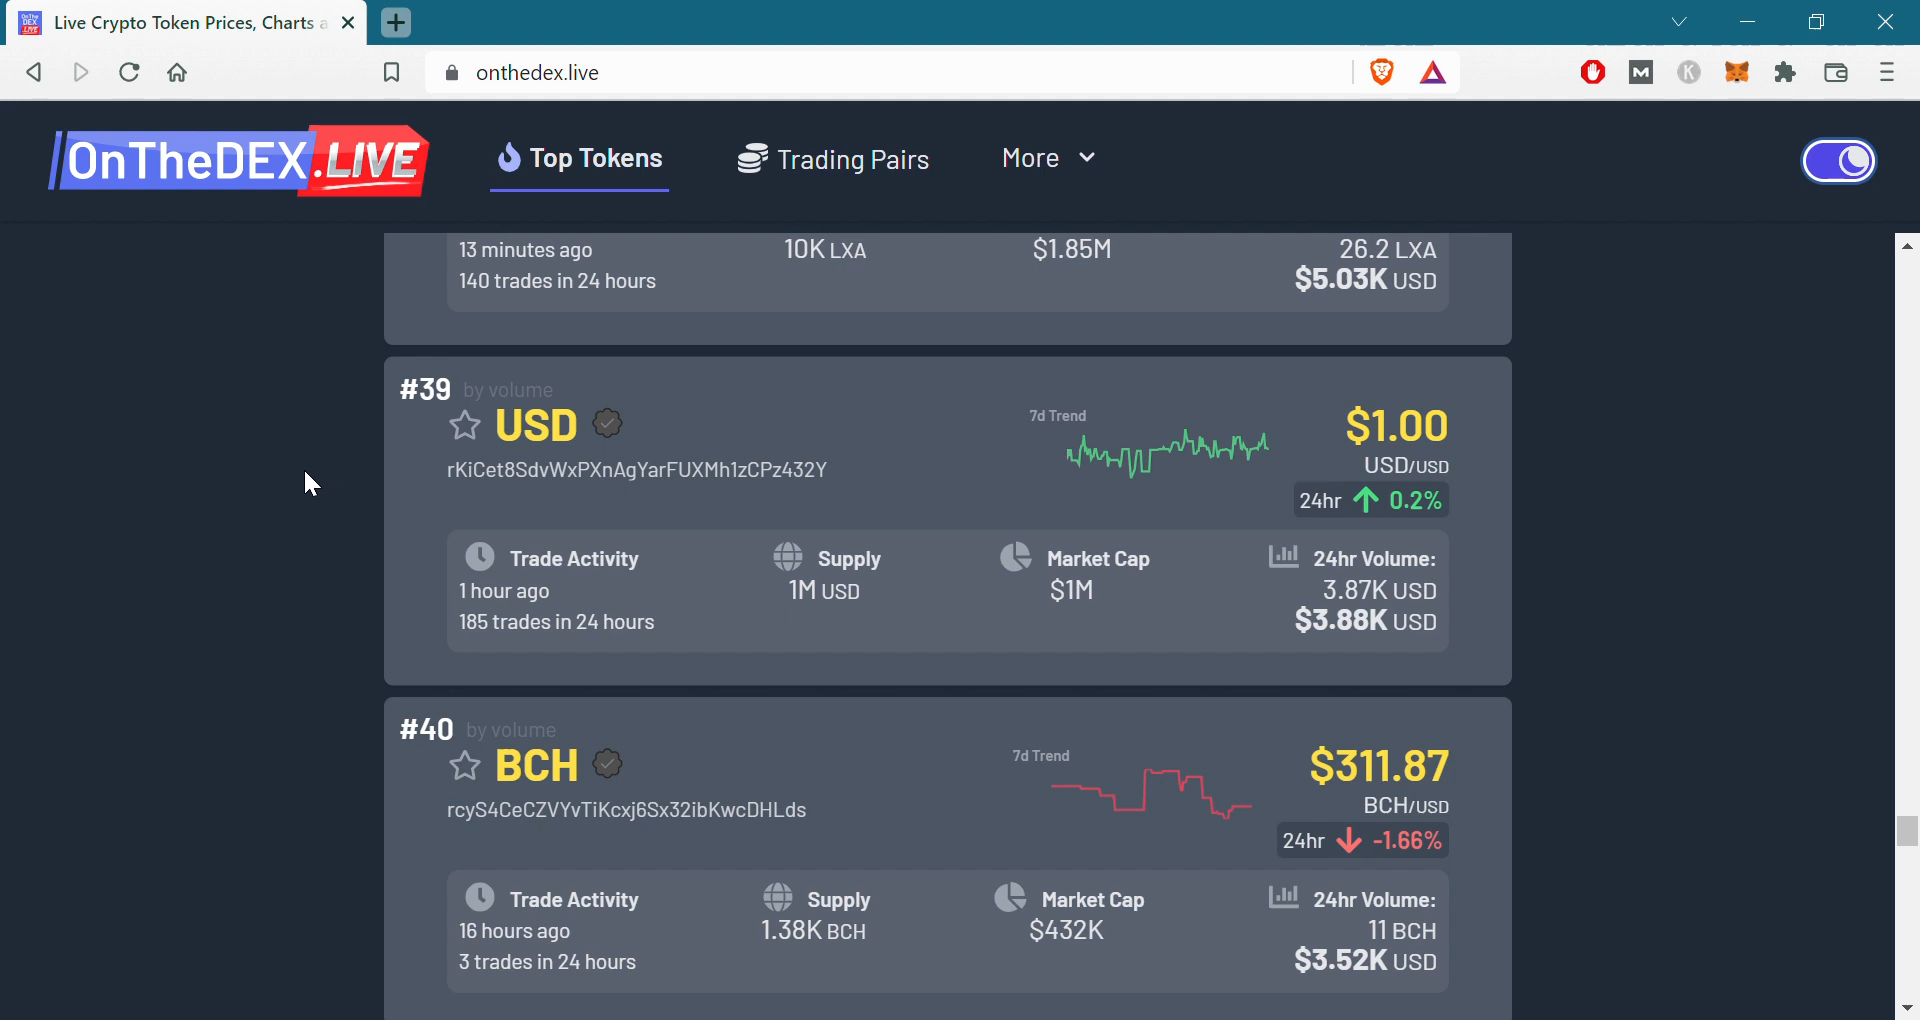 Live Crypto Token Prices, Charts a
onthedex.live
OnTheDEX.LIVE
Top Tokens
Trading Pairs
More
13 minutes ago
10K LXA
$1.85M
26.2 LXA
140 trades in 24 hours
$5.03K USD
#39 by volume
USD
7d Trend
$1.00
rKiCet8SdvWxPXnAgYarFUXMh1zCPz432Y
USD/USD
24hr 0.2%
Trade Activity
Supply
Market Cap
24hr Volume:
1 hour ago
1M USD
$1M
3.87K USD
185 trades in 24 hours
$3.88K USD
#40 by volume
BCH
7d Trend
$311.87
rcyS4CeCZVYvTiKcxj6Sx32ibKwcDHLds
BCH/USD
24hr -1.66%
Trade Activity
Supply
Market Cap
24hr Volume:
16 hours ago
1.38K BCH
$432K
11 BCH
3 trades in 24 hours
$3.52K USD